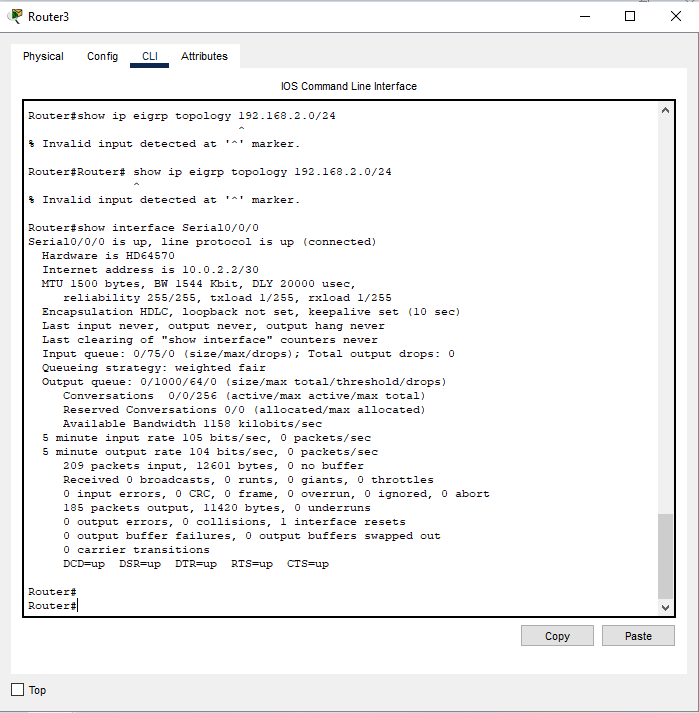 Router3
Physical Config CLI Attributes
IOS Command Line Interface
Router#show ip eigrp topology 192.168.2.0/24
^
% Invalid input detected at '^' marker.
Router#Router# show ip eigrp topology 192.168.2.0/24
^
% Invalid input detected at '^' marker.
Router#show interface Serial0/0/0
Serial0/0/0 is up, line protocol is up (connected)
Hardware is HD64570
Internet address is 10.0.2.2/30
MTU 1500 bytes, BW 1544 Kbit, DLY 20000 usec,
reliability 255/255, txload 1/255, rxload 1/255
Encapsulation HDLC, loopback not set, keepalive set (10 sec)
Last input never, output never, output hang never
Last clearing of "show interface" counters never
Input queue: 0/75/0 (size/max/drops); Total output drops: 0
Queueing strategy: weighted fair
Output queue: 0/1000/64/0 (size/max total/threshold/drops)
Conversations  0/0/256 (active/max active/max total)
Reserved Conversations 0/0 (allocated/max allocated)
Available Bandwidth 1158 kilobits/sec
5 minute input rate 105 bits/sec, 0 packets/sec
5 minute output rate 104 bits/sec, 0 packets/sec
209 packets input, 12601 bytes, 0 no buffer
Received 0 broadcasts, 0 runts, 0 giants, 0 throttles
0 input errors, 0 CRC, 0 frame, 0 overrun, 0 ignored, 0 abort
185 packets output, 11420 bytes, 0 underruns
0 output errors, 0 collisions, 1 interface resets
0 output buffer failures, 0 output buffers swapped out
0 carrier transitions
DCD=up  DSR=up  DTR=up  RTS=up  CTS=up
Router#
Router#
Copy Paste
Top